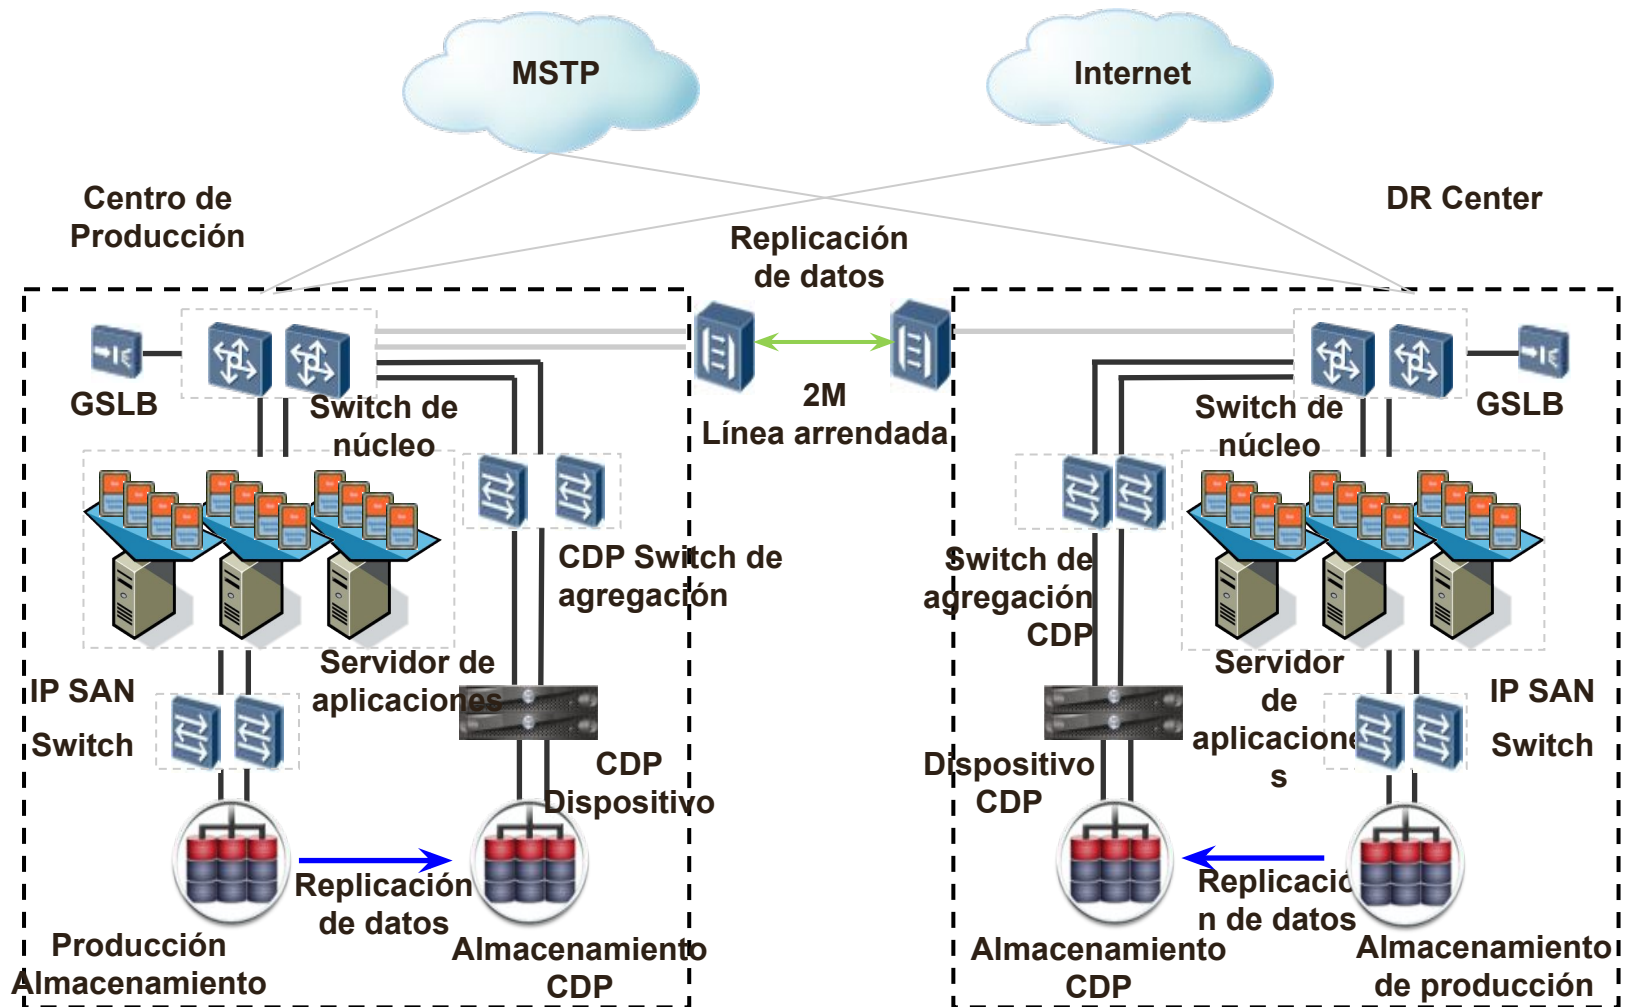 MSTP
Internet
Centro de
Producción
DR Center
Replicación
de datos
GSLB
Switch de
núcleo
2M
Línea arrendada
Switch de
núcleo
GSLB
CDP Switch de
agregación
Switch de
agregación
CDP
Servidor de
aplicaciones
IP SAN
Switch
Servidor
de
aplicacione
s
IP SAN
Switch
CDP
Dispositivo
Dispositivo
CDP
Replicación
de datos
Replicació
n de datos
Producción
Almacenamiento
Almacenamiento
CDP
Almacenamiento
CDP
Almacenamiento
de producción